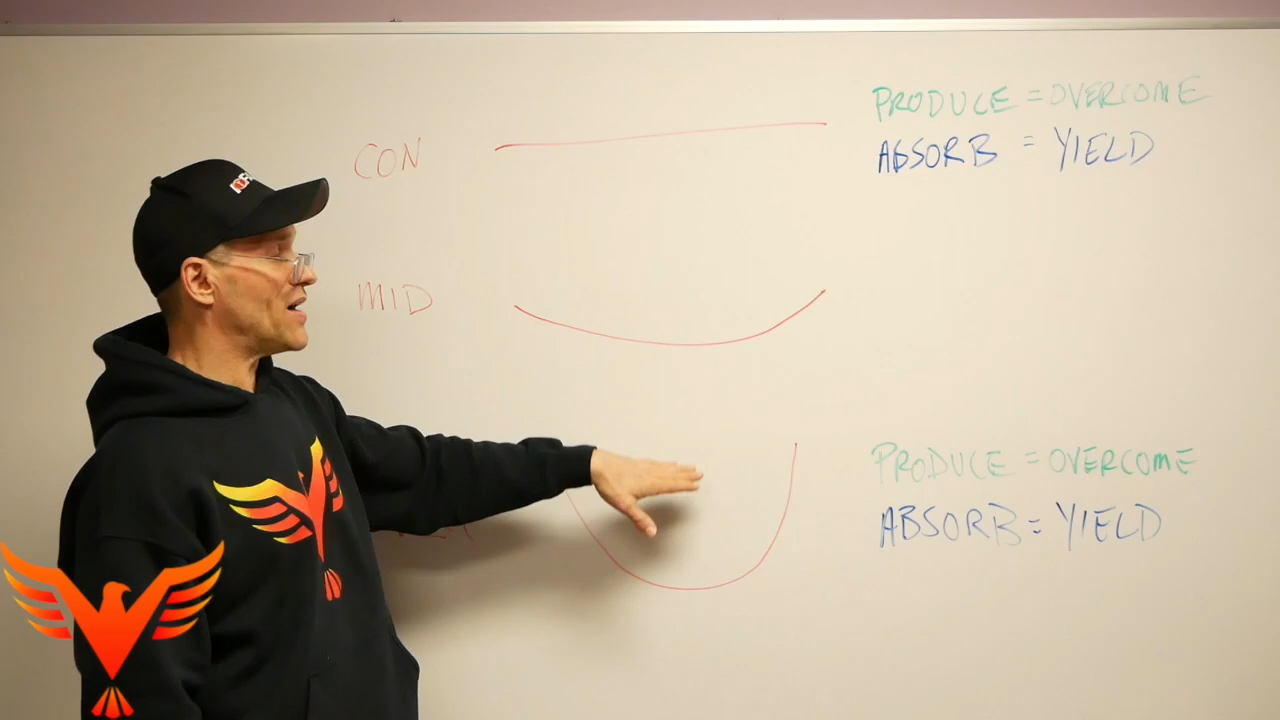 CON
PRODUCE = OVERCOME
ABSORB = YIELD
MID
PRODUCE = OVERCOME
ABSORB = YIELD